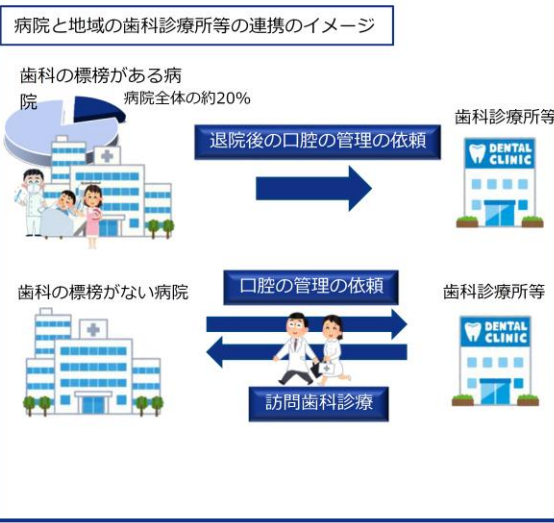 病院と地域の歯科診療所等の連携のイメージ
歯科の標榜がある病
院
病院全体の約20%
退院後の口腔の管理の依頼
歯科診療所等
DENTAL
CLINIC
歯科の標榜がない病院
口腔の管理の依頼
歯科診療所等
DENTAL
CLINIC
訪問歯科診療